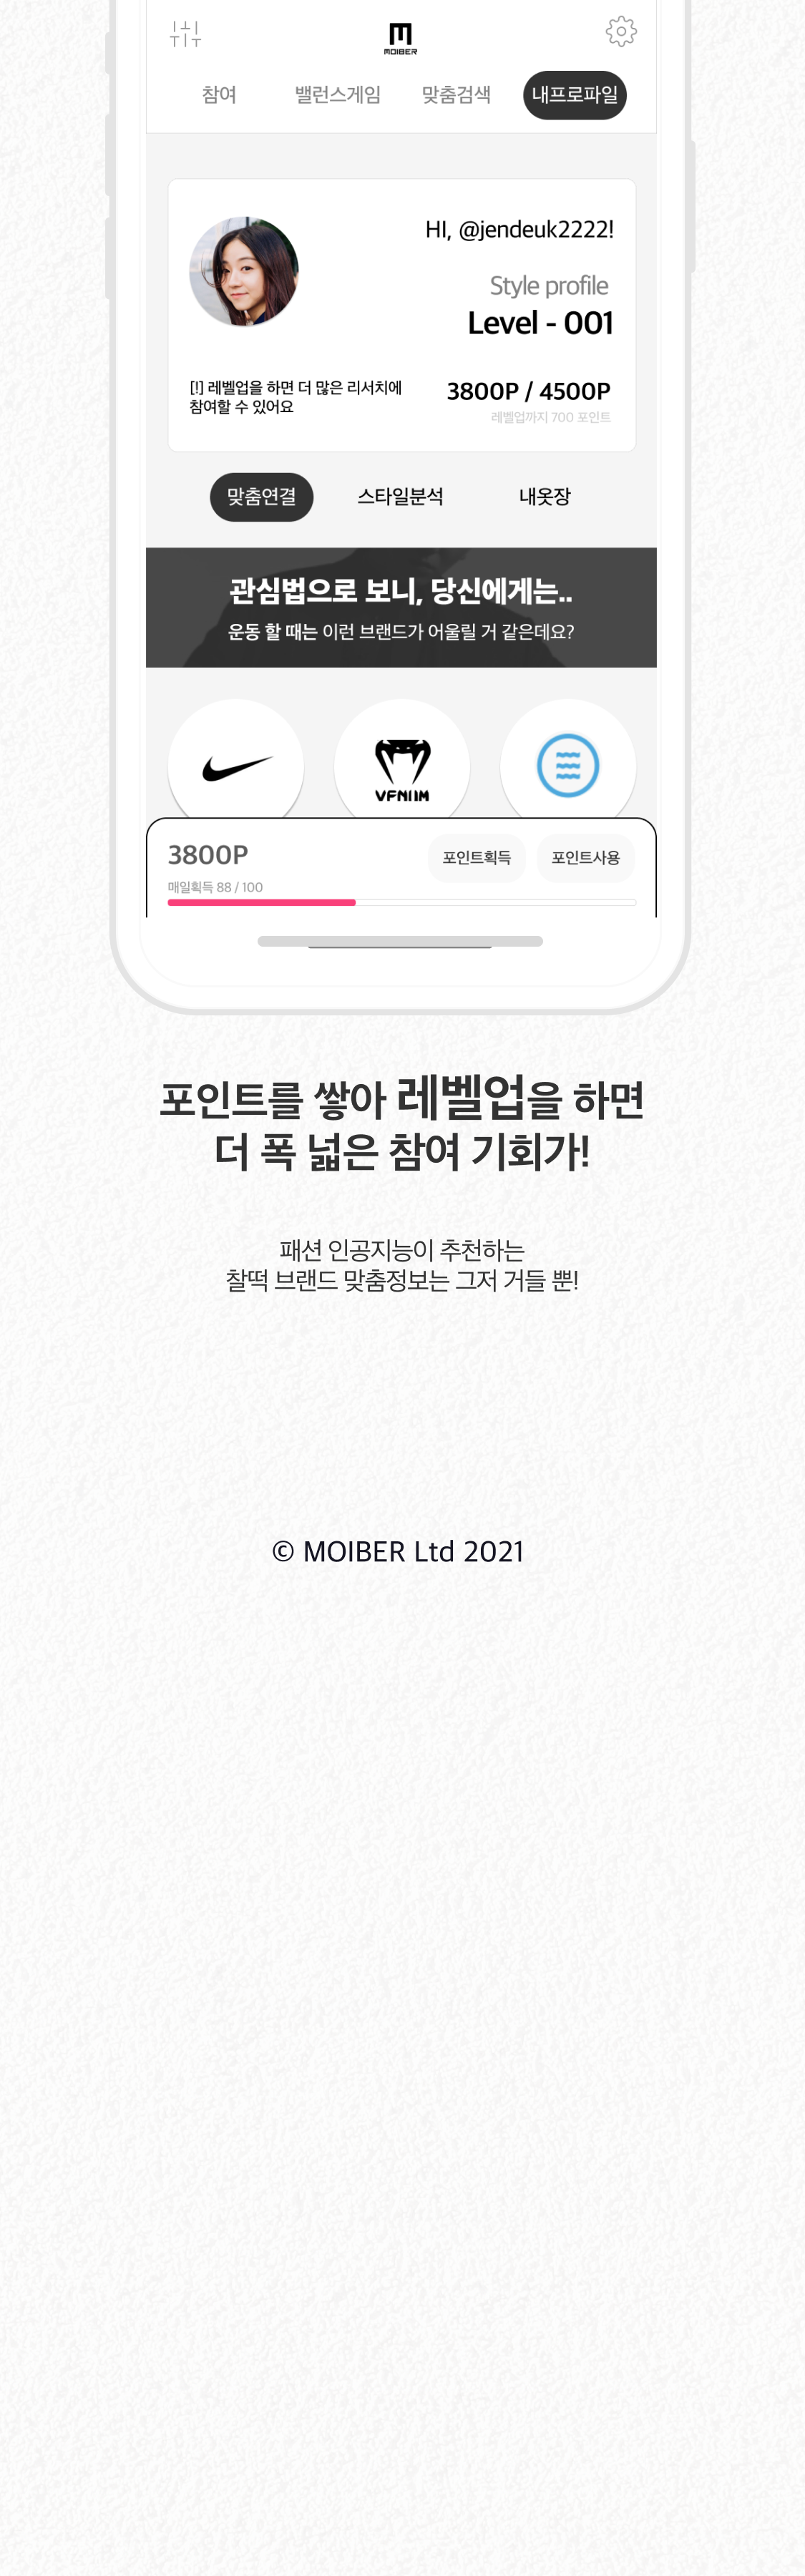 MOIBER
참여 밸런스게임 맞춤검색 내프로파일
HI, @jendeuk2222!
Style profile
Level - 001
[!] 레벨업을 하면 더 많은 리서치에
참여할 수 있어요
3800P / 4500P
레벨업까지 700 포인트
맞춤연결 스타일분석 내옷장
관심법으로 보니, 당신에게는..
운동 할 때는 이런 브랜드가 어울릴 거 같은데요?
VENUM
3800P
매일획득 88 / 100
포인트획득 포인트사용
포인트를 쌓아 레벨업을 하면
더 폭 넓은 참여 기회가!
패션 인공지능이 추천하는
찰떡 브랜드 맞춤정보는 그저 거들 뿐!
© MOIBER Ltd 2021